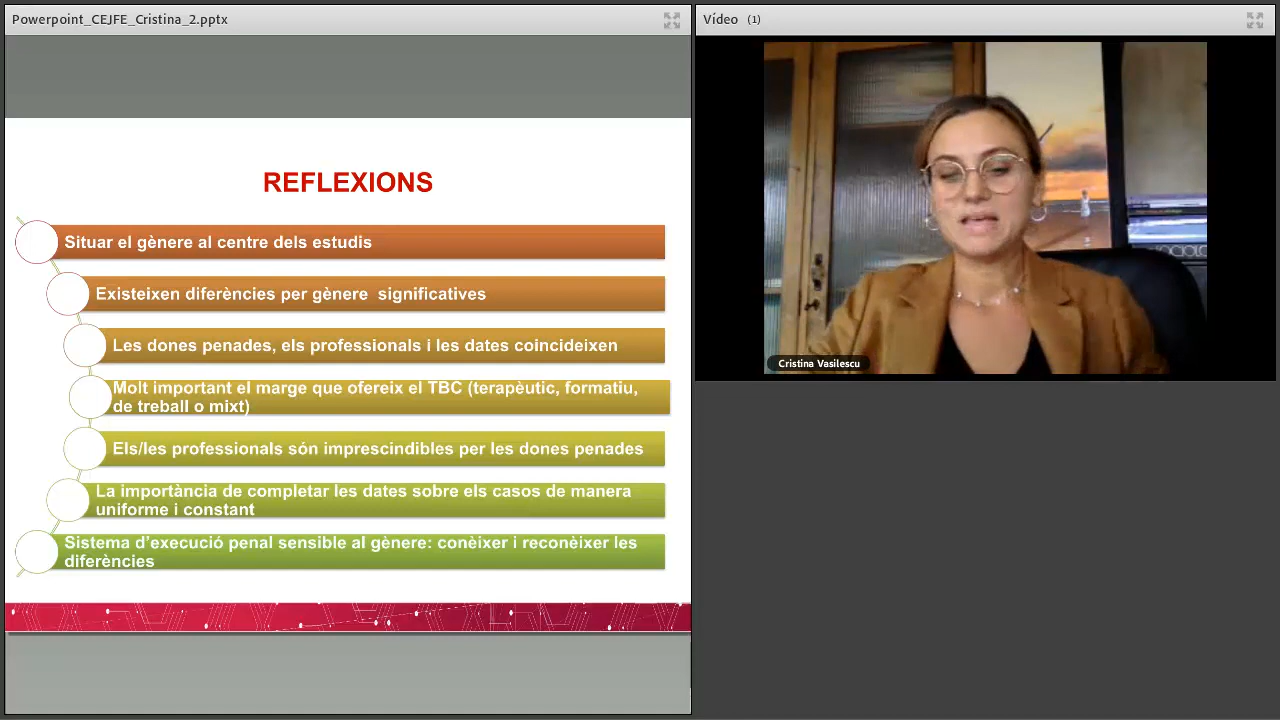 Powerpoint_CEJFE_Cristina_2.pptx
Vídeo (1)
REFLEXIONS
Situar el gènere al centre dels estudis
Existeixen diferències per gènere significatives
Les dones penades, els professionals i les dates coincideixen
Molt important el marge que ofereix el TBC (terapèutic, formatiu,
de treball o mixt)
Els/les professionals són imprescindibles per les dones penades
La importància de completar les dates sobre els casos de manera
uniforme i constant
Sistema d'execució penal sensible al gènere: conèixer i reconèixer les
diferències
Cristina Vasilescu